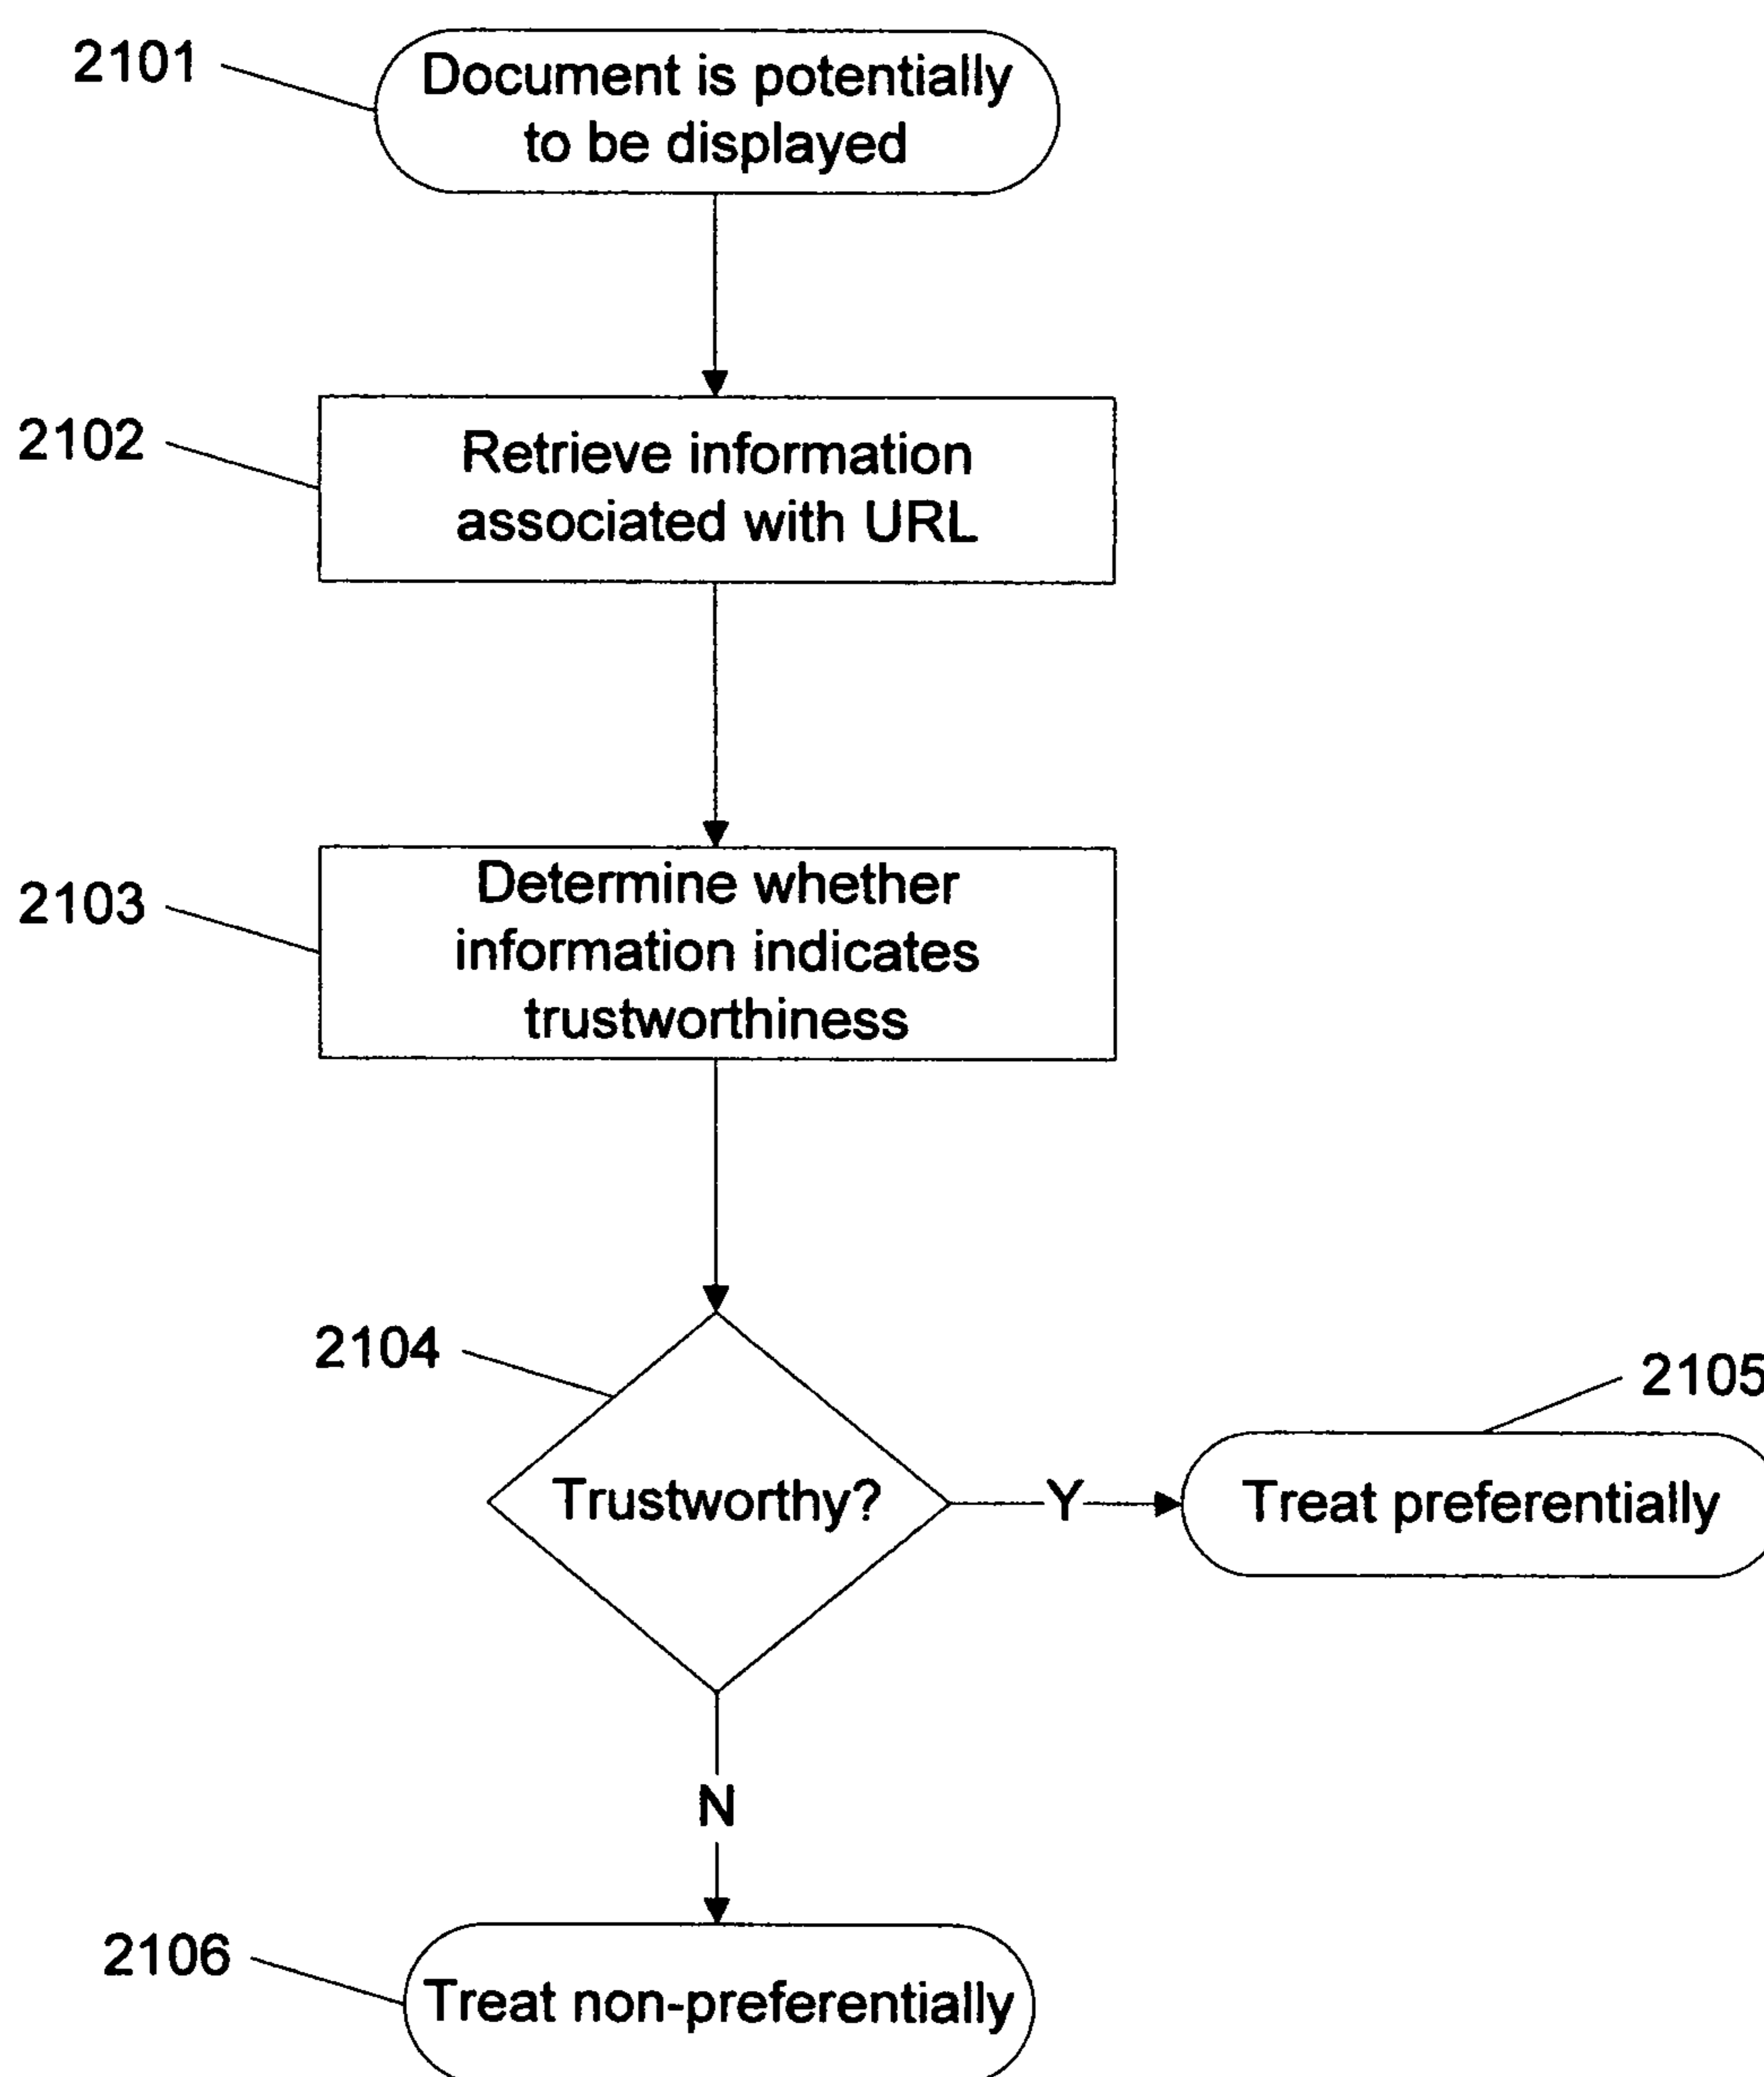 2101
Document is potentially
to be displayed
2102
Retrieve information
associated with URL
2103
Determine whether
information indicates
trustworthiness
2104
2105
Trustworthy?
Y
Treat preferentially
N
2106
Treat non-preferentially